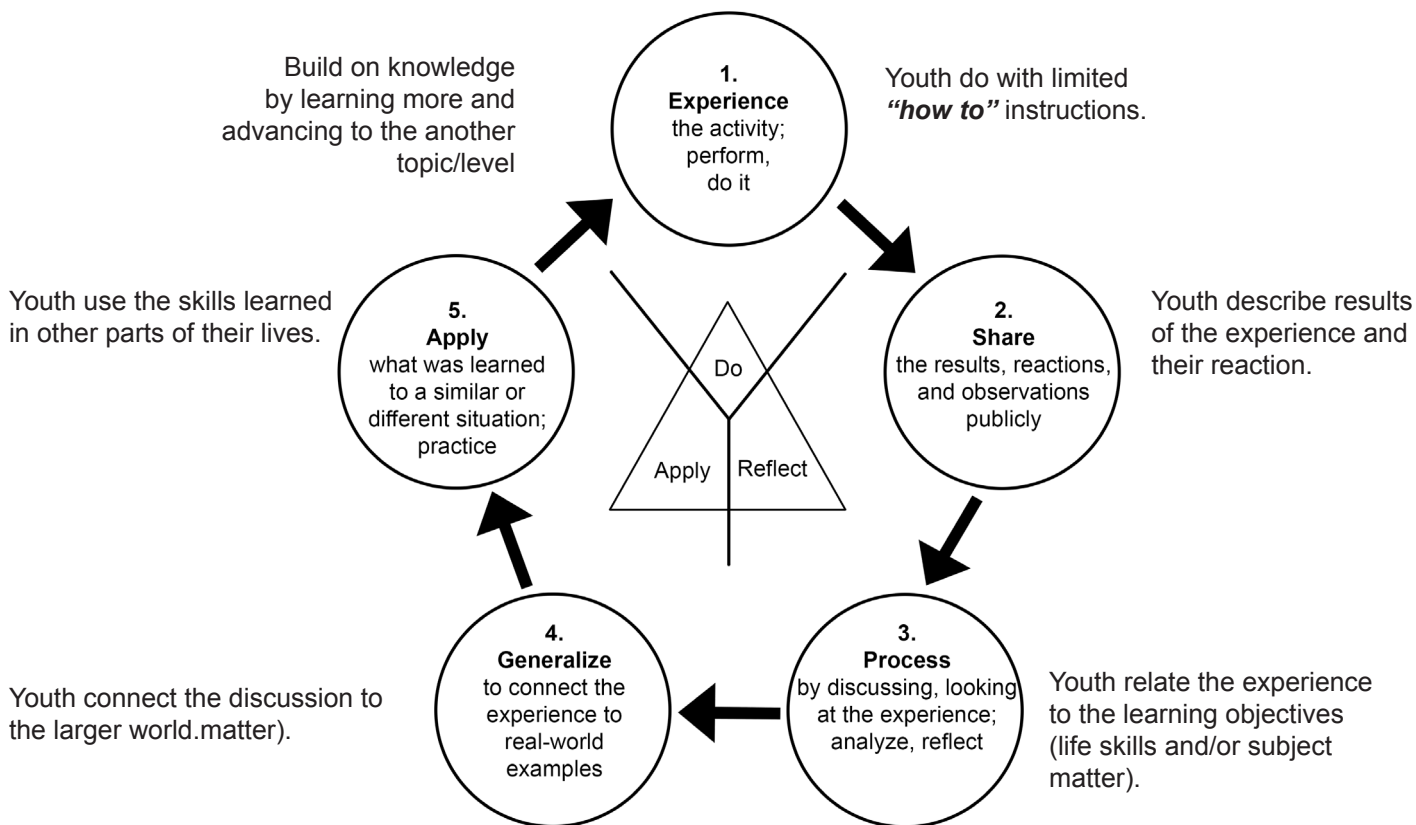 Build on knowledge
by learning more and
advancing to the another
topic/level
1.
Experience
the activity;
perform,
do it
Youth do with limited
“how to” instructions.
2.
Share
the results, reactions,
and observations
publicly
Youth describe results
of the experience and
their reaction.
3.
Process
by discussing, looking
at the experience;
analyze, reflect
Youth relate the experience
to the learning objectives
(life skills and/or subject
matter).
4.
Generalize
to connect the
experience to
real-world
examples
Youth connect the discussion to
the larger world.matter).
5.
Apply
what was learned
to a similar or
different situation;
practice
Youth use the skills learned
in other parts of their lives.
Do
Apply
Reflect